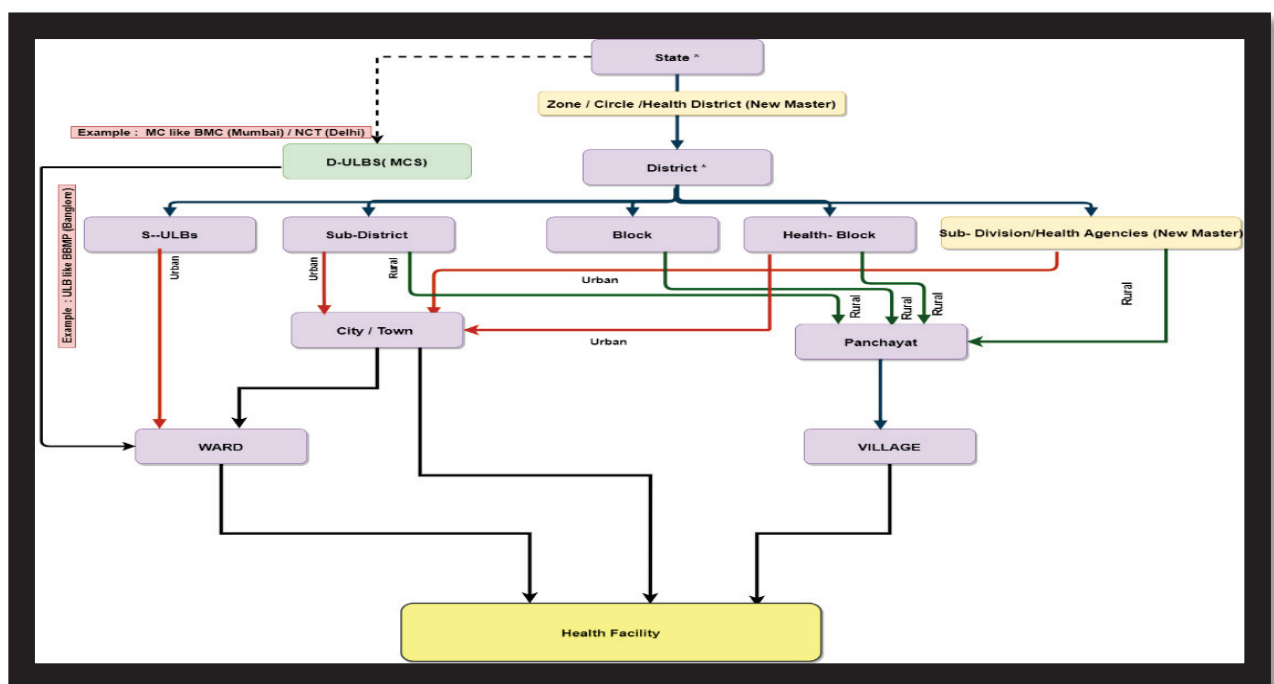 State *
Zone / Circle /Health District (New Master)
Example : MC like BMC (Mumbai) / NCT (Delhi)
D-ULBS( MCS)
District *
Example : ULB like BBMP (Banglore)
S--ULBs
Sub-District
Block
Health- Block
Sub- Division/Health Agencies (New Master)
Urban
Urban
Rural
Urban
Rural
Rural
Rural
Rural
City / Town
Urban
Panchayat
WARD
VILLAGE
Health Facility